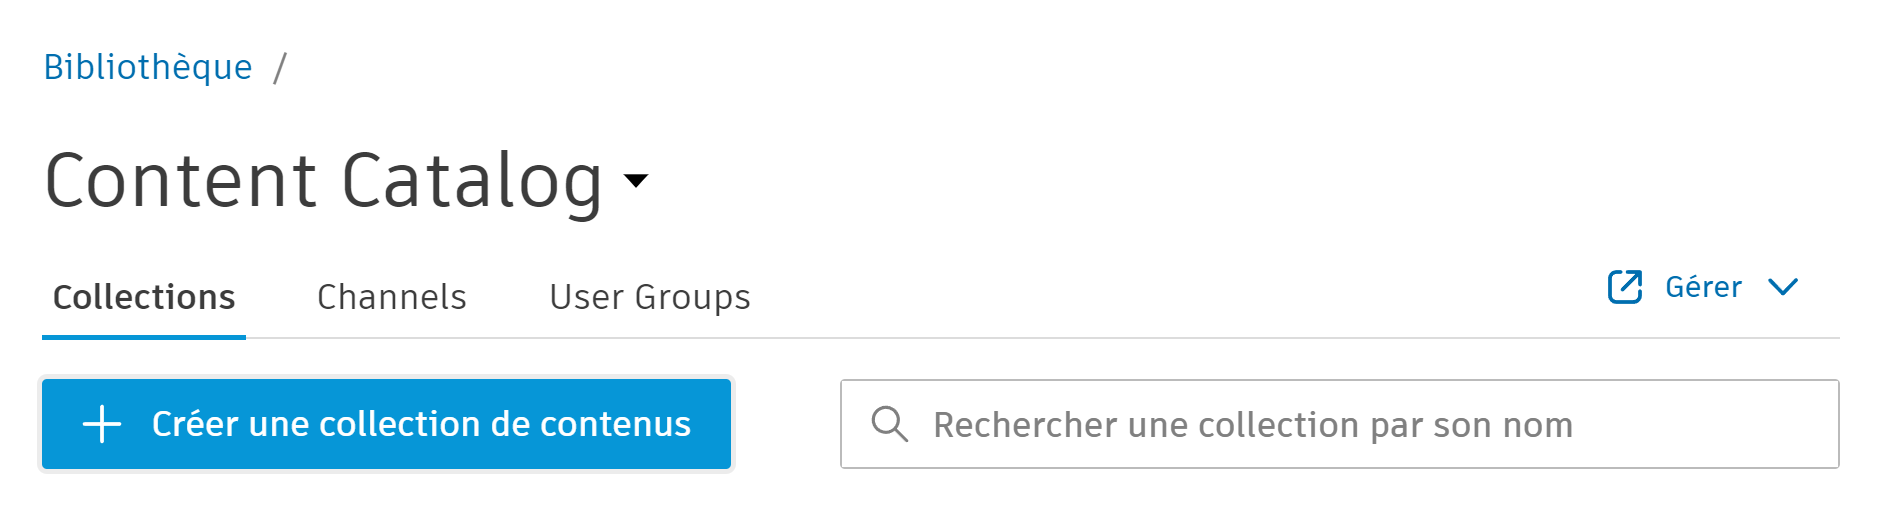 Bibliothèque /
Content Catalog
Collections Channels User Groups Gérer
Créer une collection de contenus Rechercher une collection par son nom